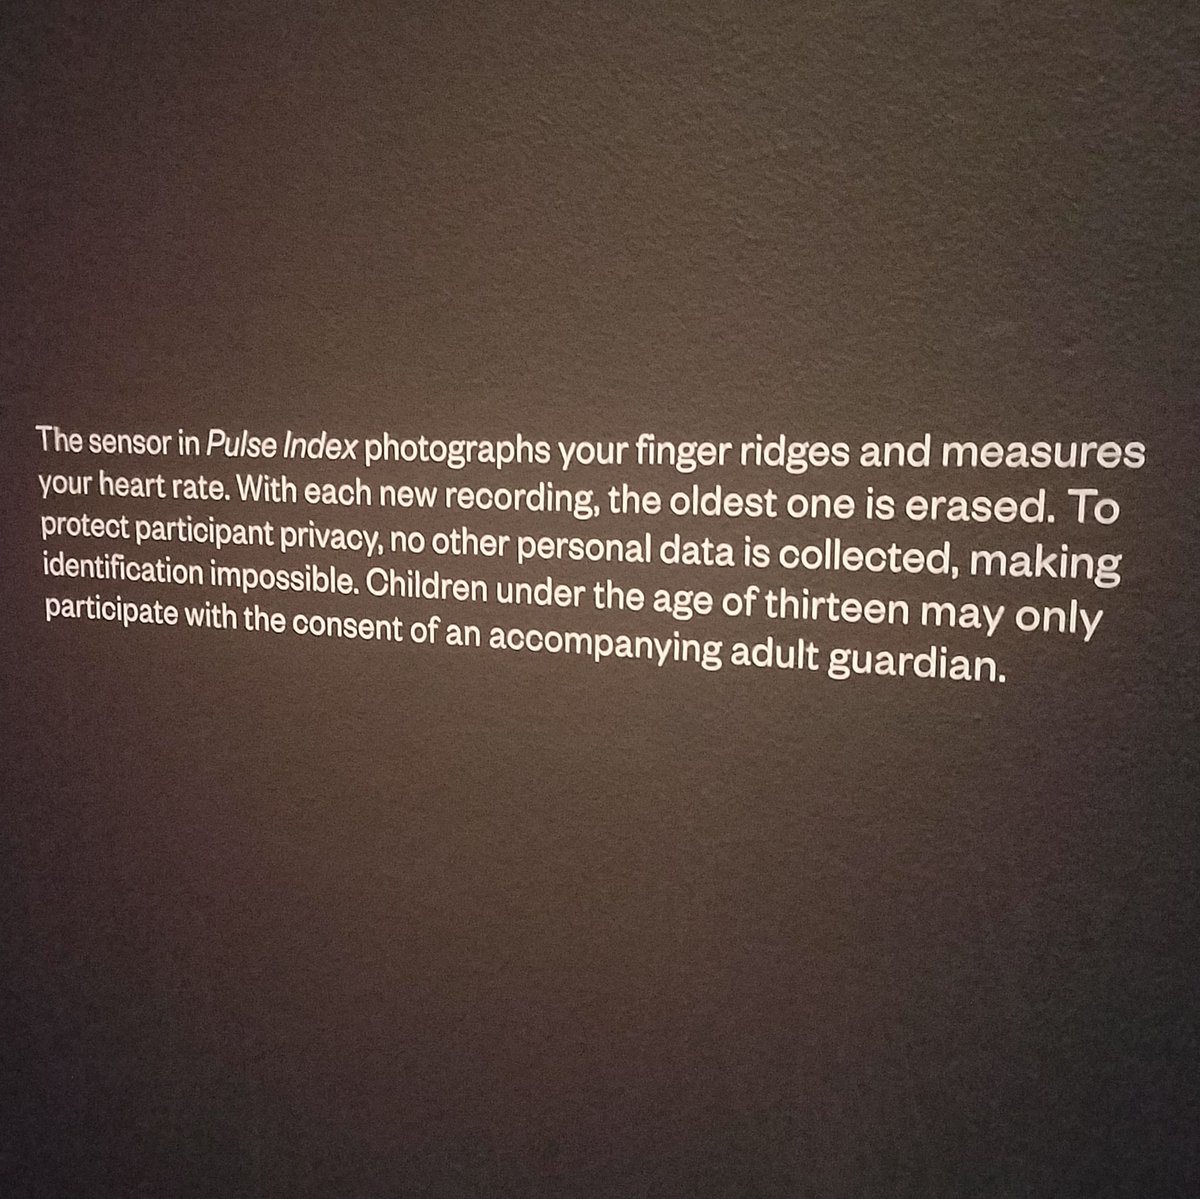 The sensor in Pulse Index photographs your finger ridges and measures
your heart rate. With each new recording, the oldest one is erased. To
protect participant privacy, no other personal data is collected, making
identification impossible. Children under the age of thirteen may only
participate with the consent of an accompanying adult guardian.